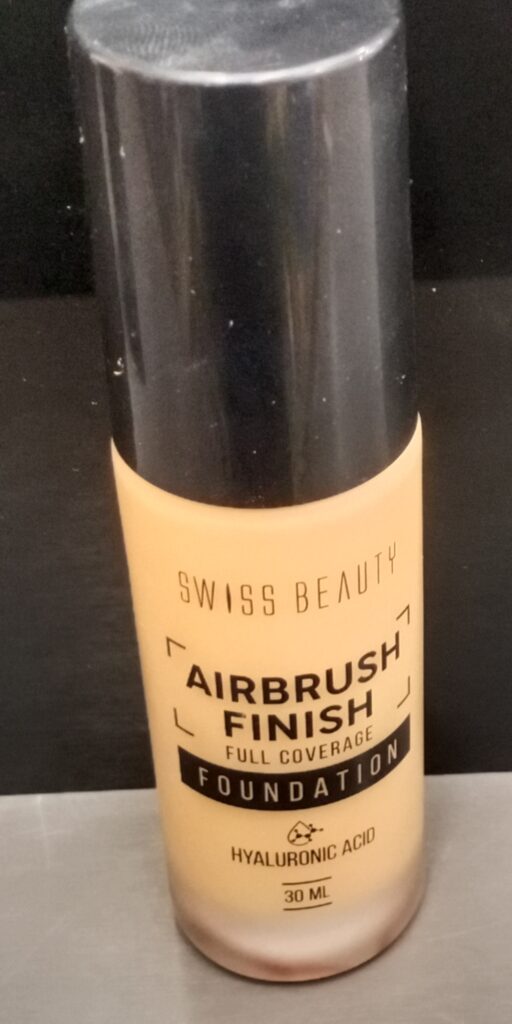 SWISS BEAUTY
AIRBRUSH
FINISH
FULL COVERAGE
FOUNDATION
HYALURONIC ACID
30 ML